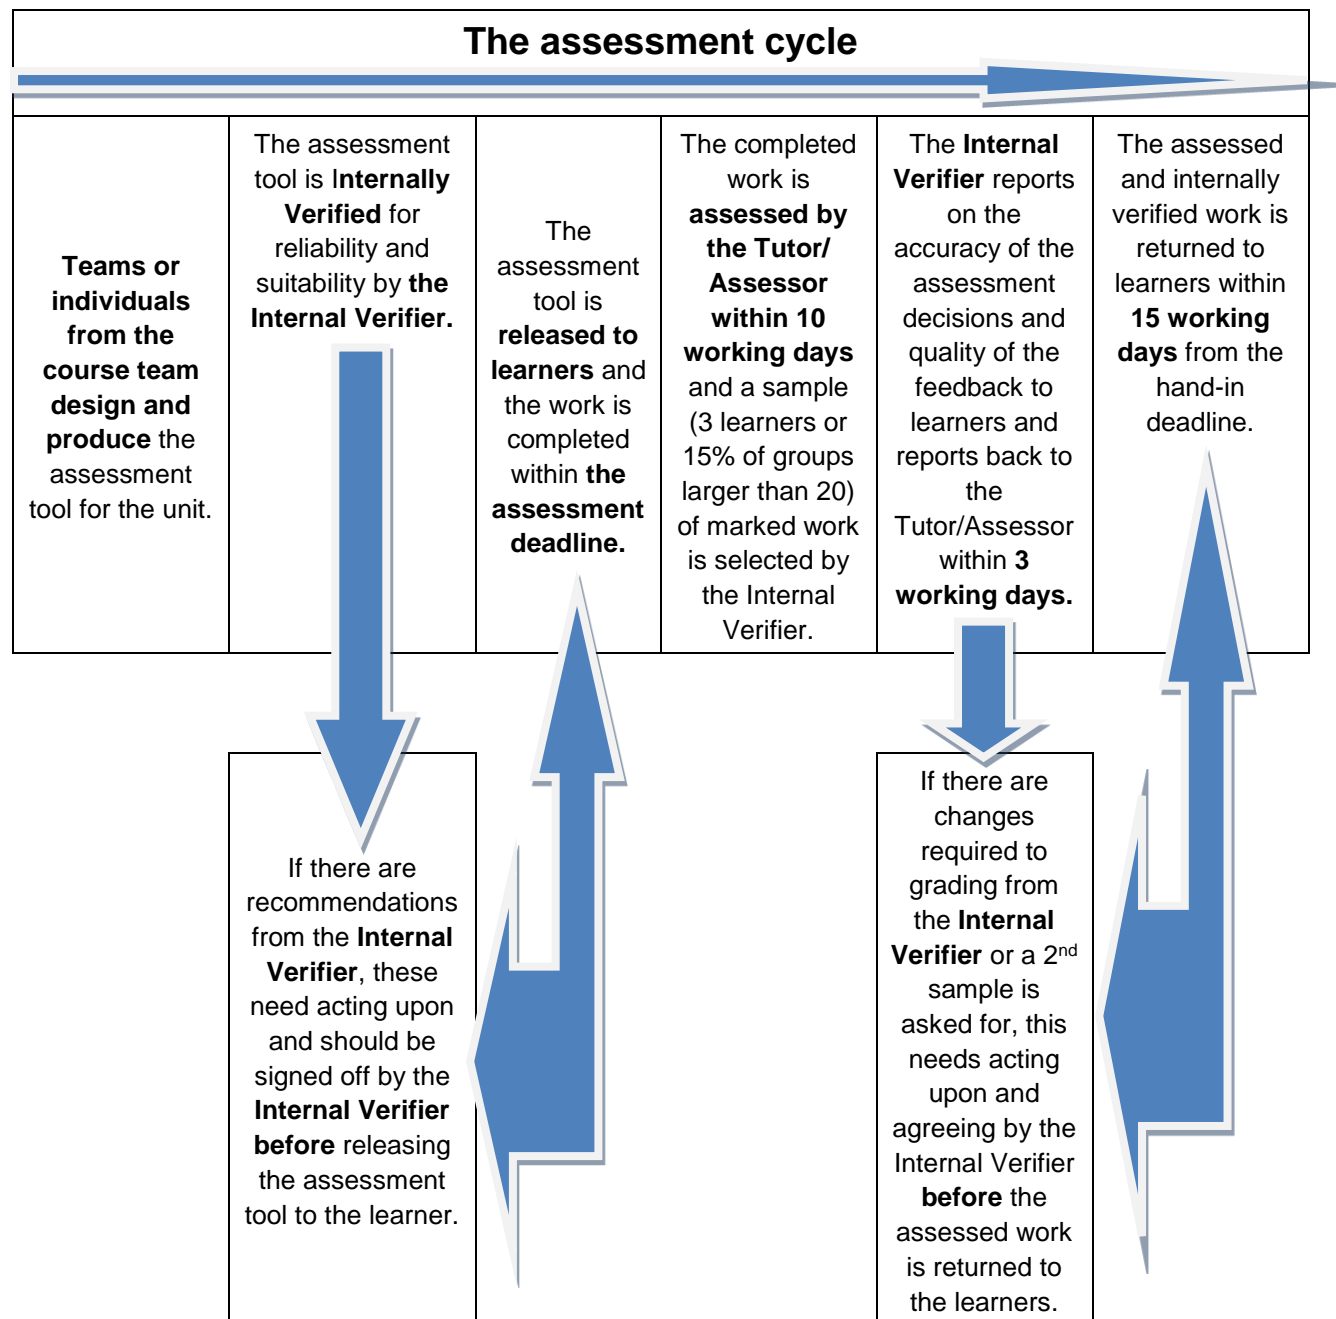 The assessment cycle
Teams or
individuals
from the
course team
design and
produce the
assessment
tool for the unit.
The assessment
tool is Internally
Verified for
reliability and
suitability by the
Internal Verifier.
The
assessment
tool is
released to
learners and
the work is
completed
within the
assessment
deadline.
The completed
work is
assessed by
the Tutor/
Assessor
within 10
working days
and a sample
(3 learners or
15% of groups
larger than 20)
of marked work
is selected by
the Internal
Verifier.
The Internal
Verifier reports
on the
accuracy of the
assessment
decisions and
quality of the
feedback to
learners and
reports back to
the
Tutor/Assessor
within 3
working days.
The assessed
and internally
verified work is
returned to
learners within
15 working
days from the
hand-in
deadline.
If there are
recommendations
from the Internal
Verifier, these
need acting upon
and should be
signed off by the
Internal Verifier
before releasing
the assessment
tool to the learner.
If there are
changes
required to
grading from
the Internal
Verifier or a 2nd
sample is
asked for, this
needs acting
upon and
agreeing by the
Internal Verifier
before the
assessed work
is returned to
the learners.